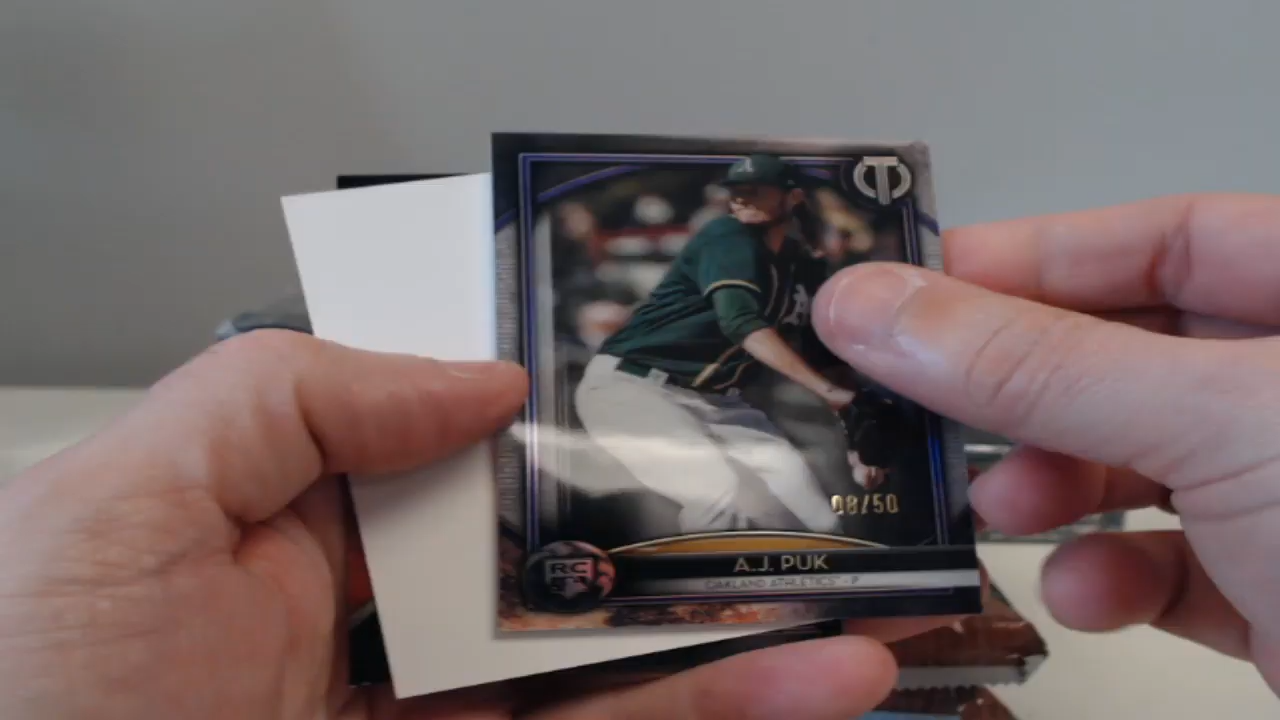 A
A
08/50
A.J. PUK
OAKLAND ATHLETICS - P
RC